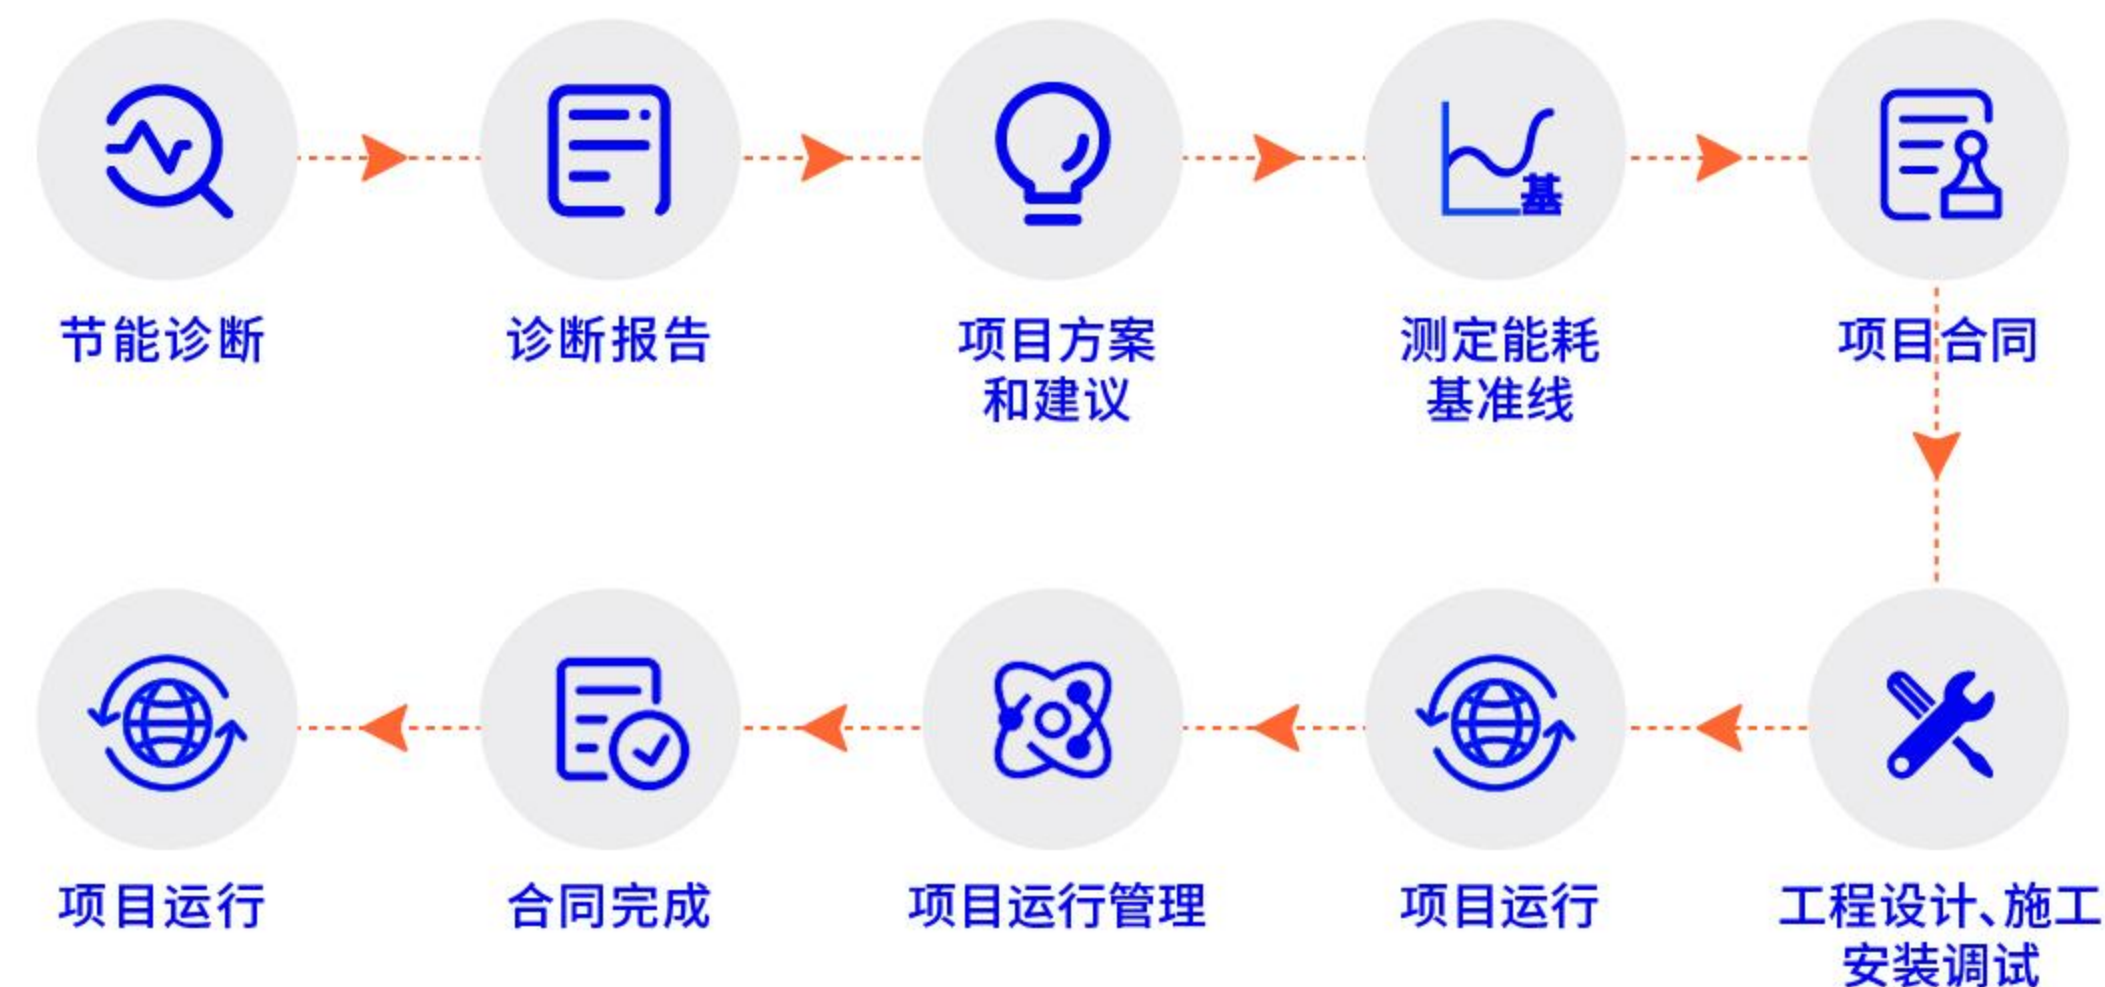 基
节能诊断
诊断报告
项目方案
和建议
测定能耗
基准线
项目合同
项目运行
合同完成
项目运行管理
项目运行
工程设计、施工
安装调试